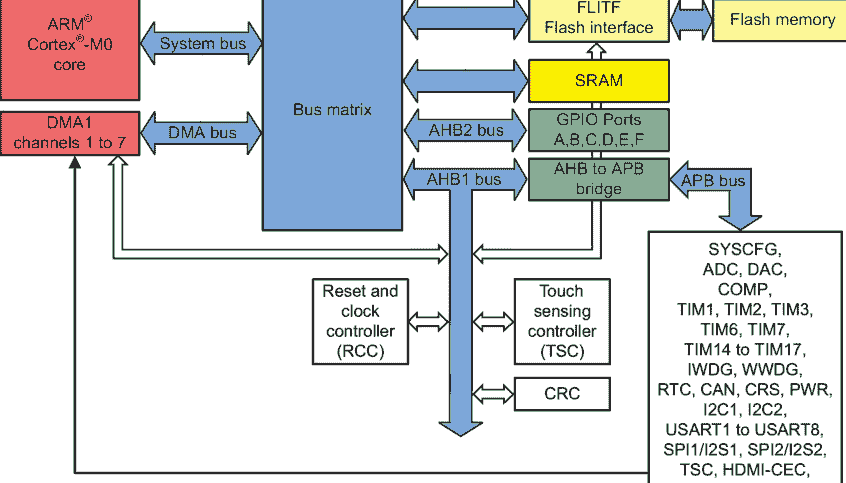 ARM®
Cortex®-M0
core
System bus
DMA1
channels 1 to 7
DMA bus
Bus matrix
FLITF
Flash interface
Flash memory
SRAM
AHB2 bus
GPIO Ports
A,B,C,D,E,F
AHB1 bus
AHB to APB
bridge
APB bus
Reset and
clock
controller
(RCC)
Touch
sensing
controller
(TSC)
CRC
SYSCFG,
ADC, DAC,
COMP,
TIM1, TIM2, TIM3,
TIM6, TIM7,
TIM14 to TIM17,
IWDG, WWDG,
RTC, CAN, CRS, PWR,
I2C1, I2C2,
USART1 to USART8,
SPI1/I2S1, SPI2/I2S2,
TSC, HDMI-CEC,